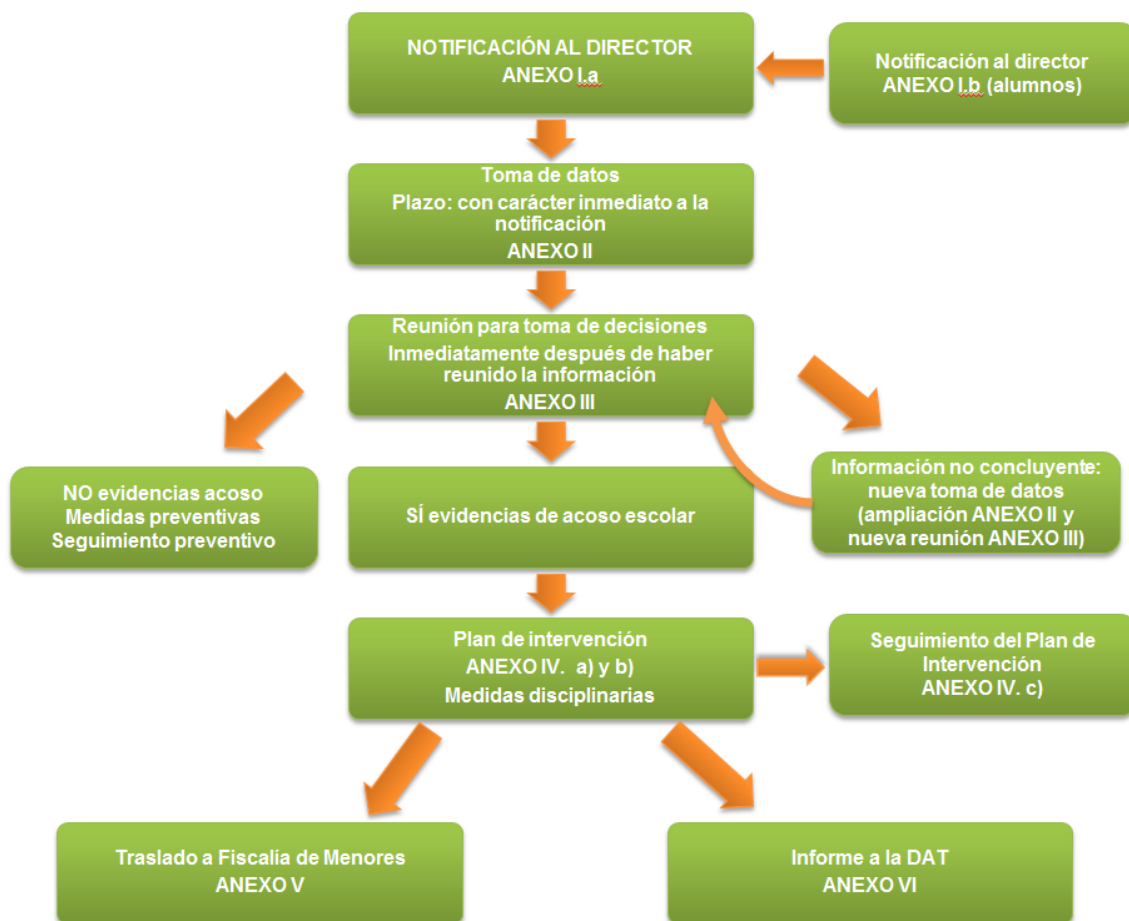 NOTIFICACIÓN AL DIRECTOR
ANEXO I.a
Notificación al director
ANEXO I.b (alumnos)
Toma de datos
Plazo: con carácter inmediato a la
notificación
ANEXO II
Reunión para toma de decisiones
Inmediatamente después de haber
reunido la información
ANEXO III
NO evidencias acoso
Medidas preventivas
Seguimiento preventivo
SÍ evidencias de acoso escolar
Información no concluyente:
nueva toma de datos
(ampliación ANEXO II y
nueva reunión ANEXO III)
Plan de intervención
ANEXO IV. a) y b)
Medidas disciplinarias
Seguimiento del Plan de
Intervención
ANEXO IV. c)
Traslado a Fiscalía de Menores
ANEXO V
Informe a la DAT
ANEXO VI